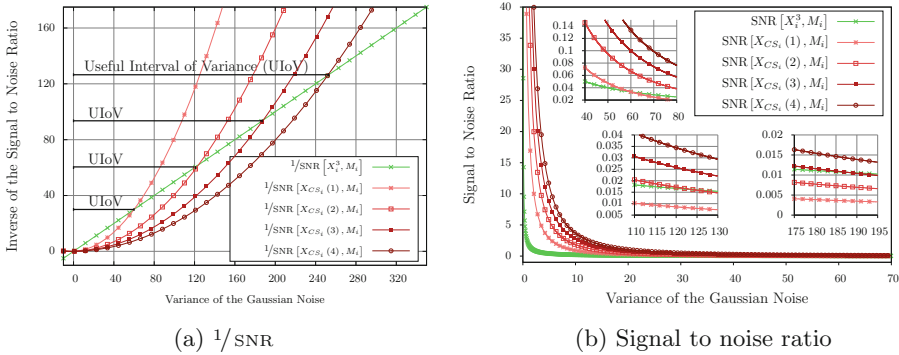 Inverse of the Signal to Noise Ratio
160
120
80
40
0
Useful Interval of Variance (UIoV)
UIoV
UIoV
UIoV
1/SNR [X_i^3, M_i]
1/SNR [X_{CS_i} (1), M_i]
1/SNR [X_{CS_i} (2), M_i]
1/SNR [X_{CS_i} (3), M_i]
1/SNR [X_{CS_i} (4), M_i]
0 40 80 120 160 200 240 280 320
Variance of the Gaussian Noise
(a) 1/SNR
Signal to Noise Ratio
40
35
30
25
20
15
10
5
0
SNR [X_i^3, M_i]
SNR [X_{CS_i} (1), M_i]
SNR [X_{CS_i} (2), M_i]
SNR [X_{CS_i} (3), M_i]
SNR [X_{CS_i} (4), M_i]
0.14
0.12
0.1
0.08
0.06
0.04
0.02
40 50 60 70 80
0.04
0.035
0.03
0.025
0.02
0.015
0.01
0.005
110 115 120 125 130
0.02
0.015
0.01
0.005
0
175 180 185 190 195
0 10 20 30 40 50 60 70
Variance of the Gaussian Noise
(b) Signal to noise ratio